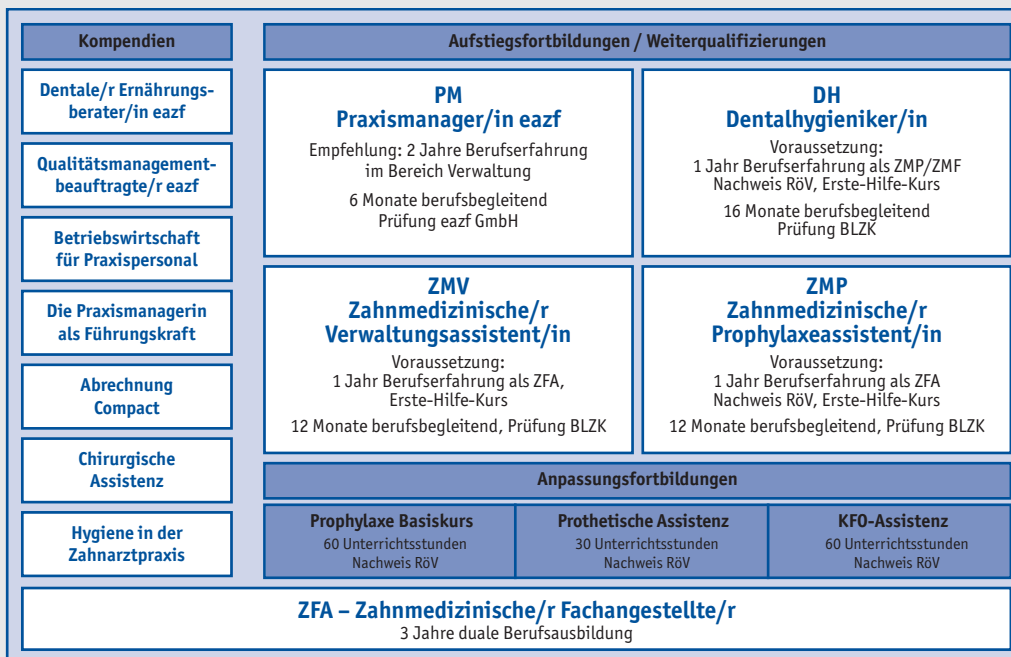 Kompendien
Dentale/r Ernährungs-
berater/in eazf
Qualitätsmanagement-
beauftragte/r eazf
Betriebswirtschaft
für Praxispersonal
Die Praxismanagerin
als Führungskraft
Abrechnung
Compact
Chirurgische
Assistenz
Hygiene in der
Zahnarztpraxis
Aufstiegsfortbildungen / Weiterqualifizierungen
PM
Praxismanager/in eazf
Empfehlung: 2 Jahre Berufserfahrung
im Bereich Verwaltung
6 Monate berufsbegleitend
Prüfung eazf GmbH
DH
Dentalhygieniker/in
Voraussetzung:
1 Jahr Berufserfahrung als ZMP/ZMF
Nachweis RöV, Erste-Hilfe-Kurs
16 Monate berufsbegleitend
Prüfung BLZK
ZMV
Zahnmedizinische/r
Verwaltungsassistent/in
Voraussetzung:
1 Jahr Berufserfahrung als ZFA,
Erste-Hilfe-Kurs
12 Monate berufsbegleitend, Prüfung BLZK
ZMP
Zahnmedizinische/r
Prophylaxeassistent/in
Voraussetzung:
1 Jahr Berufserfahrung als ZFA
Nachweis RöV, Erste-Hilfe-Kurs
12 Monate berufsbegleitend, Prüfung BLZK
Anpassungsfortbildungen
Prophylaxe Basiskurs
60 Unterrichtsstunden
Nachweis RöV
Prothetische Assistenz
30 Unterrichtsstunden
Nachweis RöV
KFO-Assistenz
60 Unterrichtsstunden
Nachweis RöV
ZFA – Zahnmedizinische/r Fachangestellte/r
3 Jahre duale Berufsausbildung